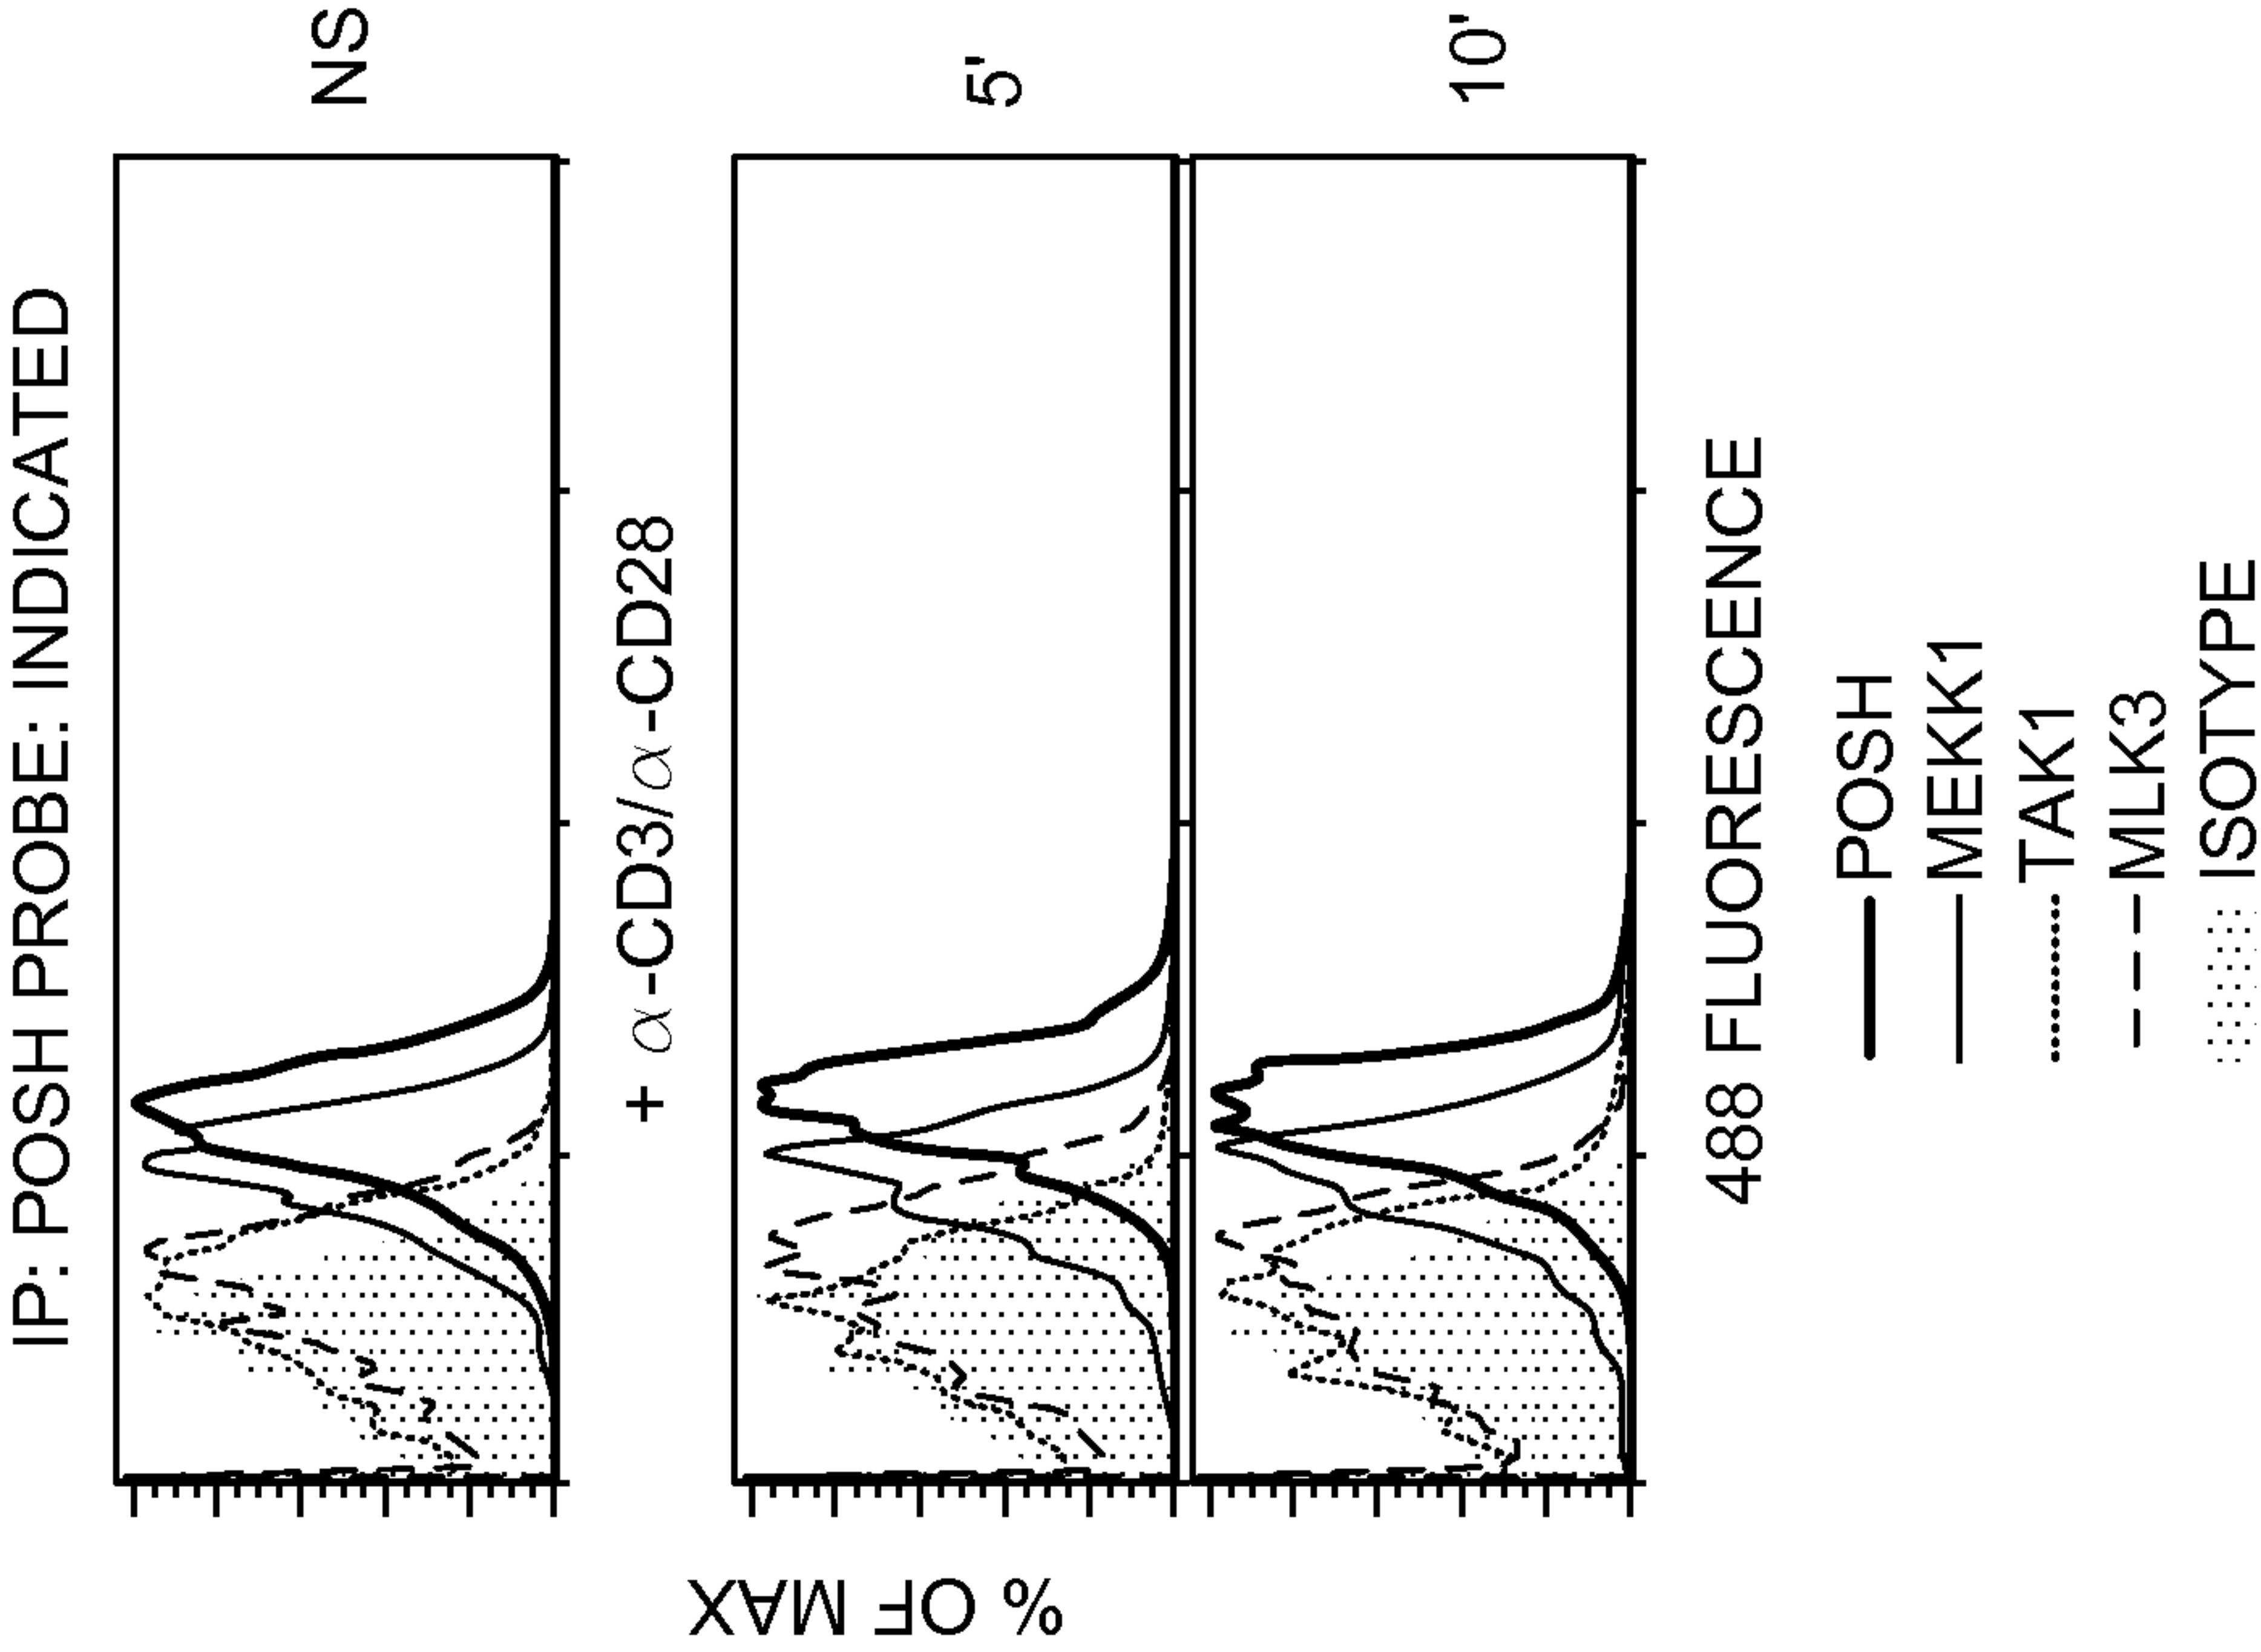 IP: POSH PROBE: INDICATED
NS
+ α-CD3/α-CD28
5'
10'
% OF MAX
488 FLUORESCENCE
POSH
MEKK1
TAK1
MLK3
ISOTYPE